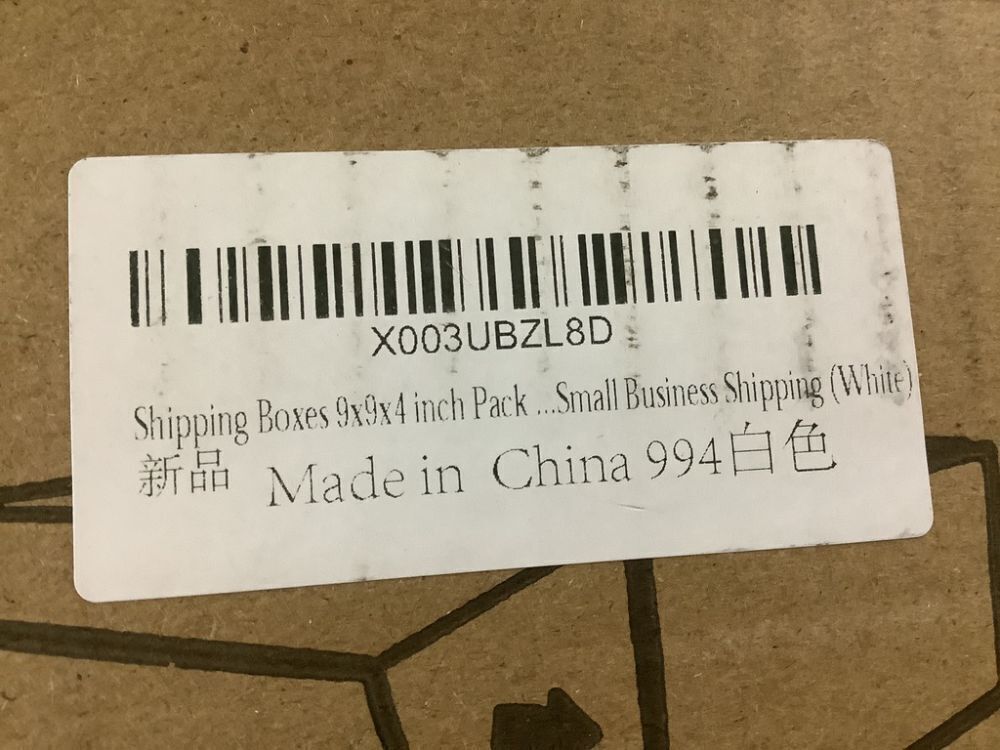 X003UBZL8D
Shipping Boxes 9x9x4 inch Pack ...Small Business Shipping (White)
新品 Made in China 994白色